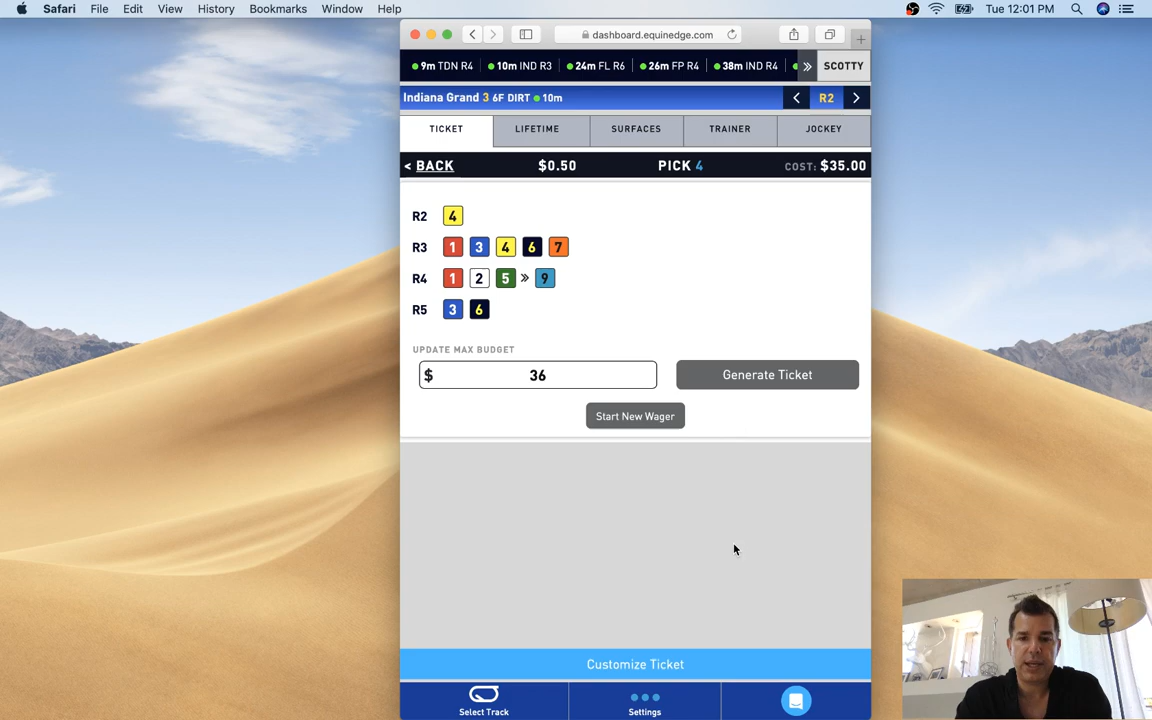 Safari File Edit View History Bookmarks Window Help Tue 12:01 PM
dashboard.equinedge.com
9m TDN R4 10m IND R3 24m FL R6 26m FP R4 38m IND R4 » SCOTTY
Indiana Grand 3 6F DIRT 10m < R2 >
TICKET LIFETIME SURFACES TRAINER JOCKEY
< BACK $0.50 PICK 4 COST: $35.00
R2 4
R3 1 3 4 6 7
R4 1 2 5 » 9
R5 3 6
UPDATE MAX BUDGET
$ 36 Generate Ticket
Start New Wager
Customize Ticket
Select Track Settings